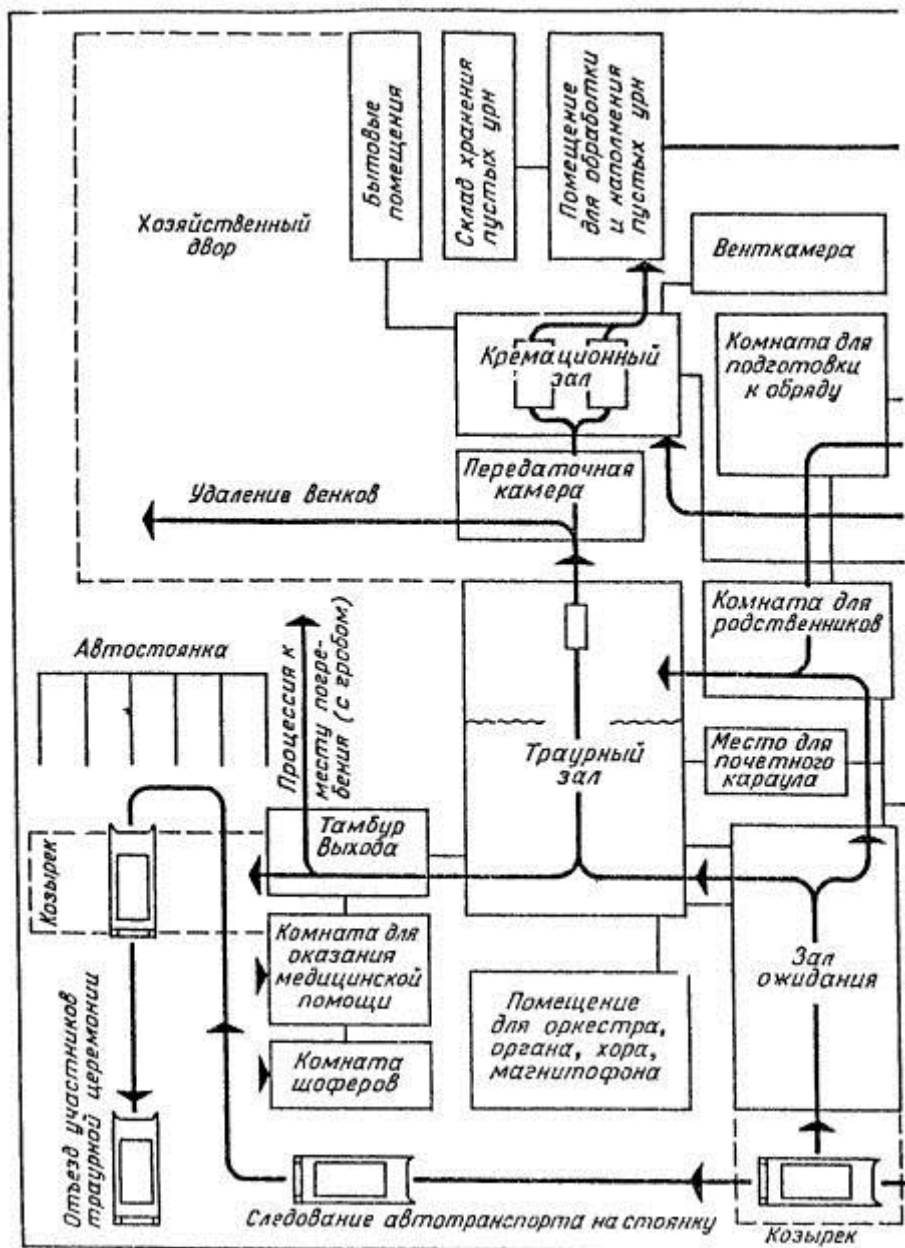 Бытовые
помещения
Склад хранения
пустых урн
Помещение
для обработки
и наполнения
пустых урн
Хозяйственный
двор
Венткамера
Кремационный
зал
Комната для
подготовки
к обряду
Передаточная
камера
Удаление венков
Комната для
родственников
Автостоянка
Процессия к
месту погре-
бения (с гробом)
Траурный
зал
Место для
почетного
караула
Тамбур
выхода
Козырек
Комната для
оказания
медицинской
помощи
Зал
ожидания
Помещение
для оркестра,
органа, хора,
магнитофона
Комната
шоферов
Отъезд участников
траурной церемонии
Следование автотранспорта на стоянку
Козырек